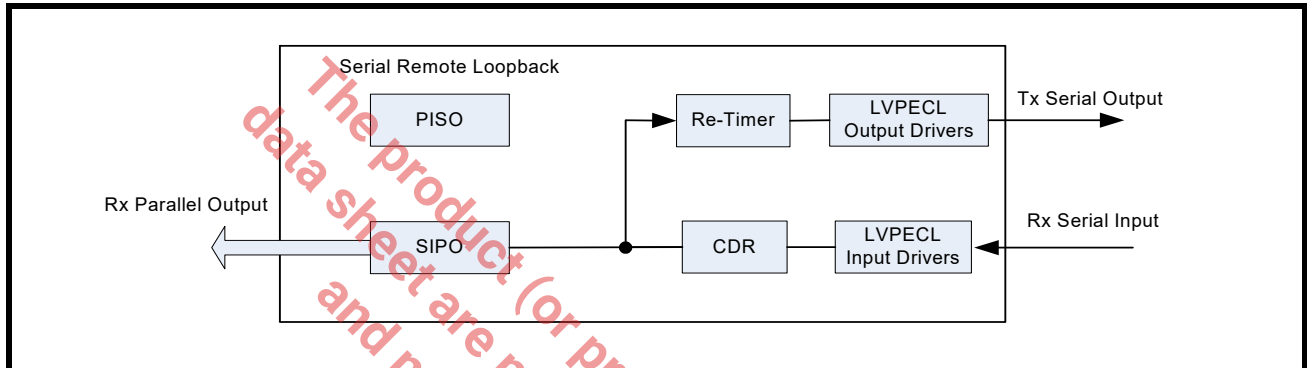 Serial Remote Loopback
PISO
Re-Timer
LVPECL
Output Drivers
Tx Serial Output
Rx Parallel Output
SIPO
CDR
LVPECL
Input Drivers
Rx Serial Input
The product (or
data sheet are
and